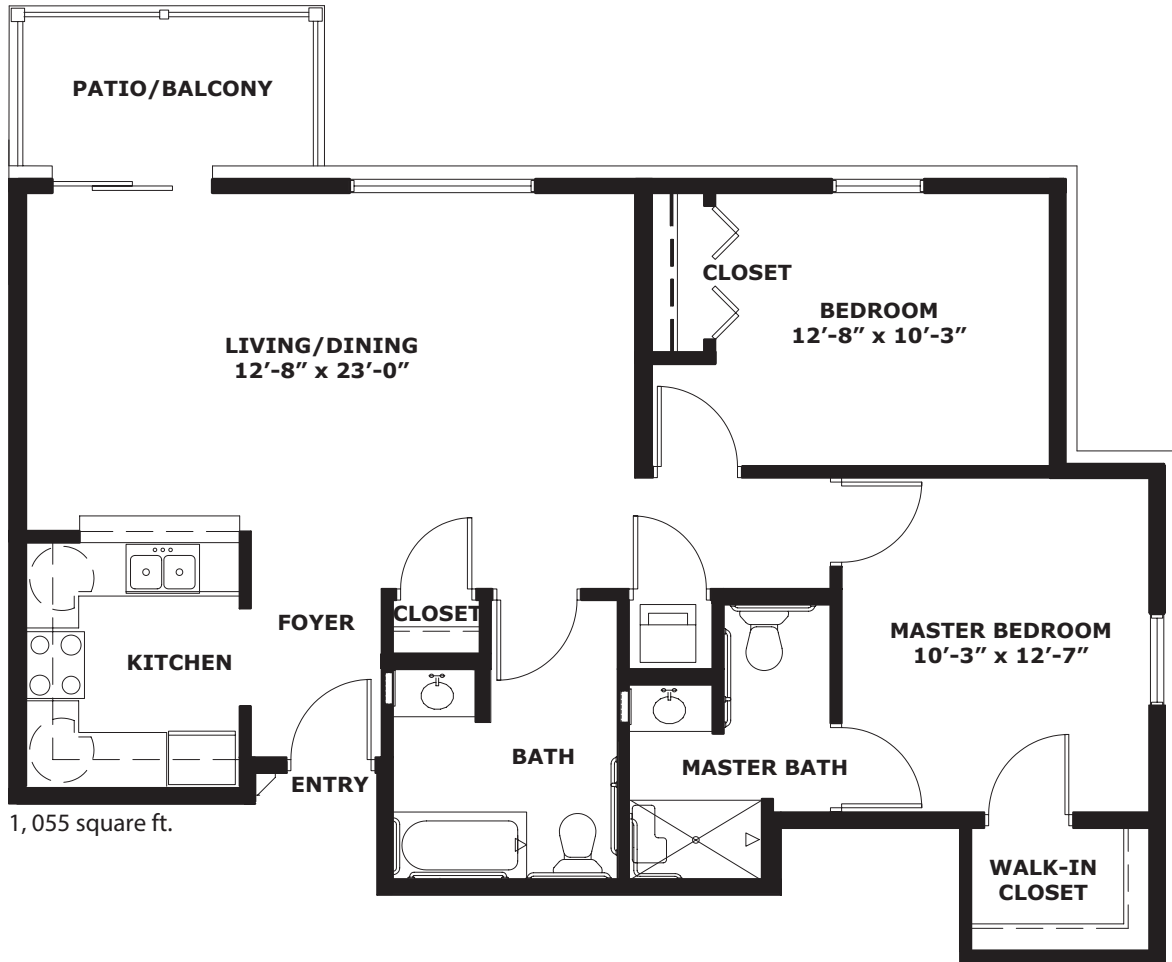 PATIO/BALCONY
CLOSET
BEDROOM
12’-8” x 10’-3”
LIVING/DINING
12’-8” x 23’-0”
FOYER
CLOSET
KITCHEN
MASTER BEDROOM
10’-3” x 12’-7”
BATH
MASTER BATH
ENTRY
1, 055 square ft.
WALK-IN
CLOSET